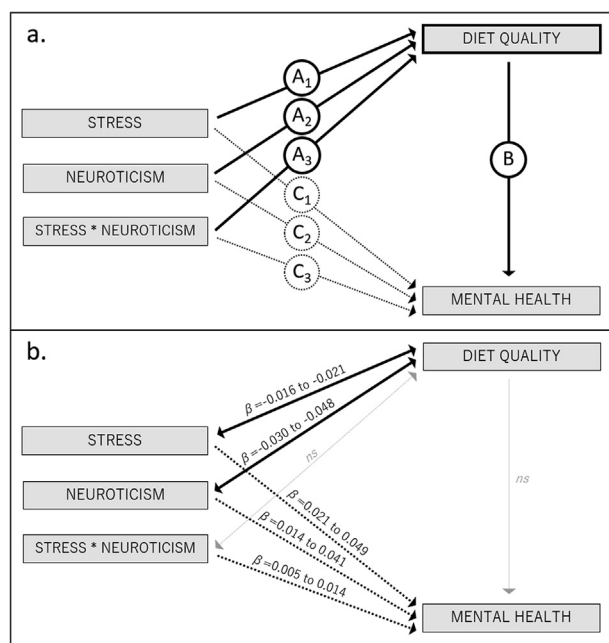 a.
DIET QUALITY
A1
STRESS
A2
A3
B
NEUROTICISM
C1
STRESS * NEUROTICISM
C2
C3
MENTAL HEALTH
b.
DIET QUALITY
β=-0.016 to -0.021
β=-0.030 to -0.048
STRESS
ns
ns
NEUROTICISM
β=0.021 to 0.049
β=0.014 to 0.041
STRESS * NEUROTICISM
β=0.005 to 0.014
MENTAL HEALTH